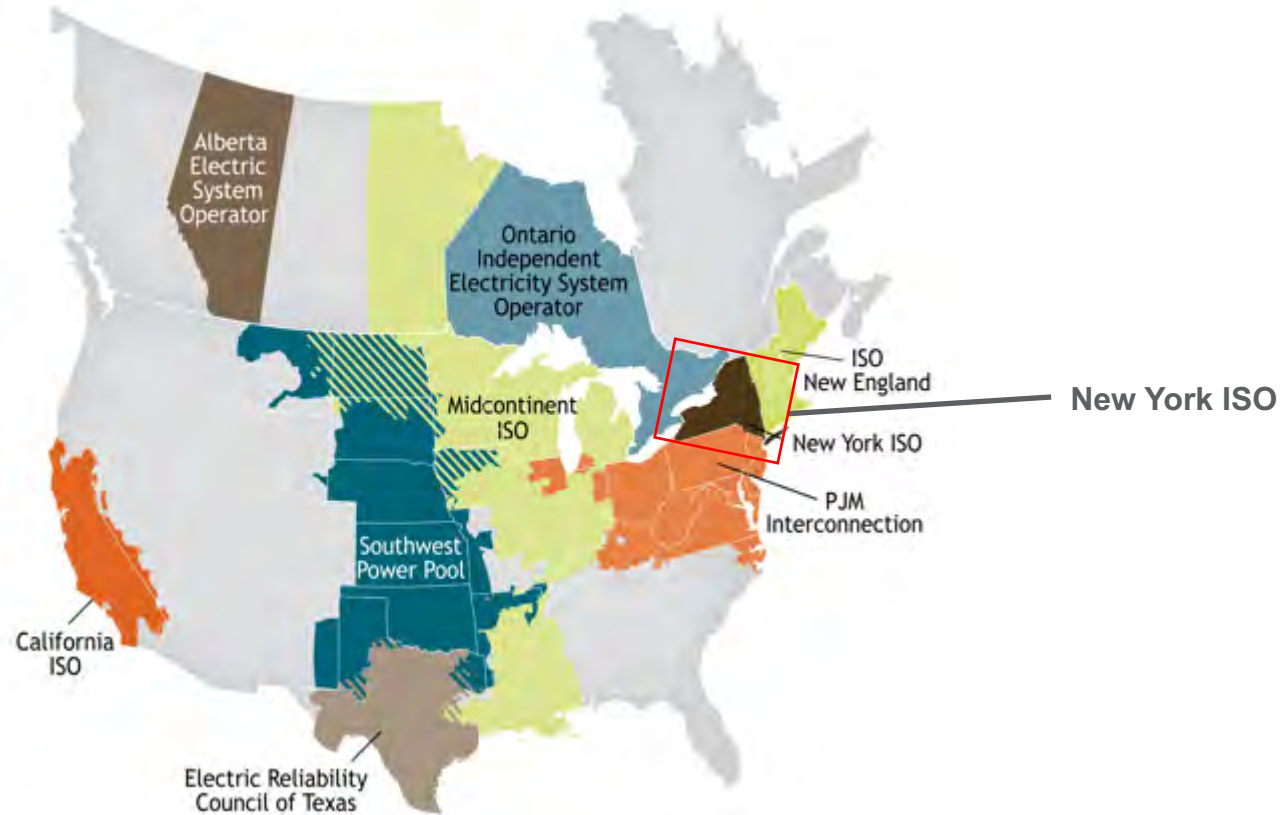 Alberta
Electric
System
Operator
Ontario
Independent
Electricity System
Operator
ISO
New England
New York ISO
Midcontinent
ISO
New York ISO
PJM
Interconnection
Southwest
Power Pool
California
ISO
Electric Reliability
Council of Texas